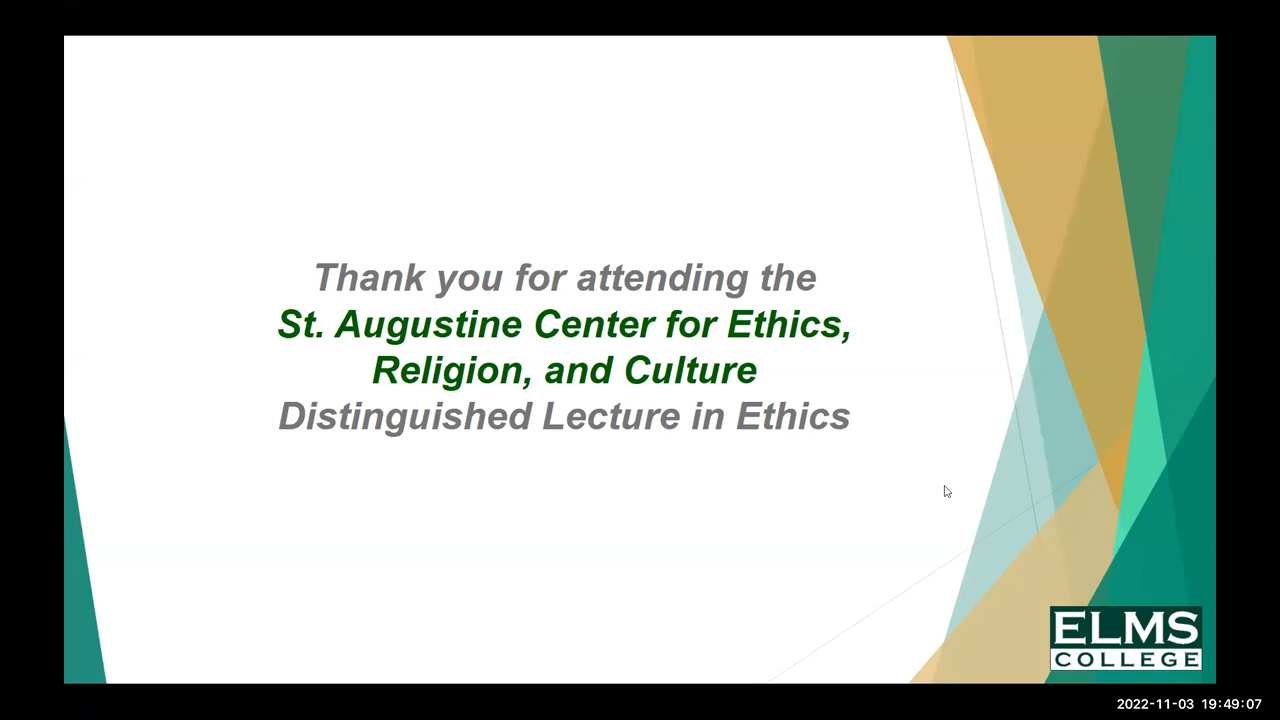 Thank you for attending the
St. Augustine Center for Ethics,
Religion, and Culture
Distinguished Lecture in Ethics
ELMS
COLLEGE
2022-11-03 19:49:07